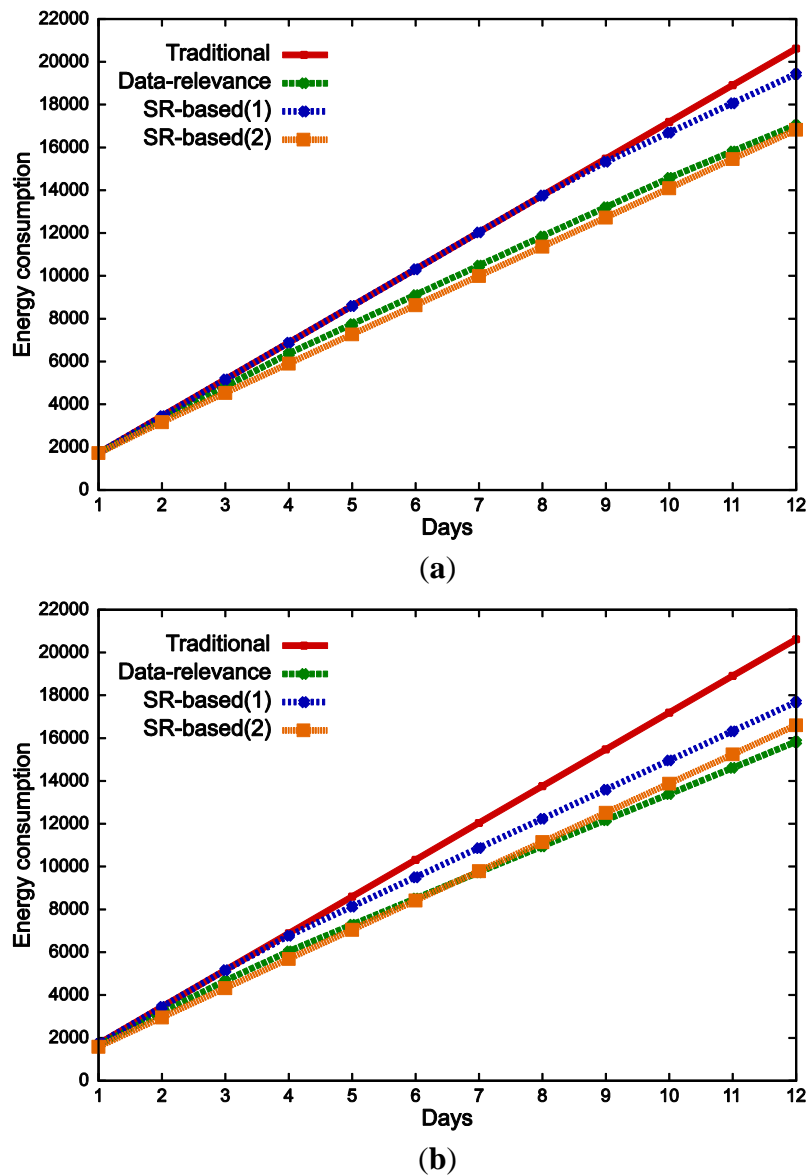 22000
20000
18000
16000
14000
12000
10000
8000
6000
4000
2000
0
Energy consumption
Traditional
Data-relevance
SR-based(1)
SR-based(2)
1 2 3 4 5 6 7 8 9 10 11 12
Days
(a)
22000
20000
18000
16000
14000
12000
10000
8000
6000
4000
2000
0
Energy consumption
Traditional
Data-relevance
SR-based(1)
SR-based(2)
1 2 3 4 5 6 7 8 9 10 11 12
Days
(b)